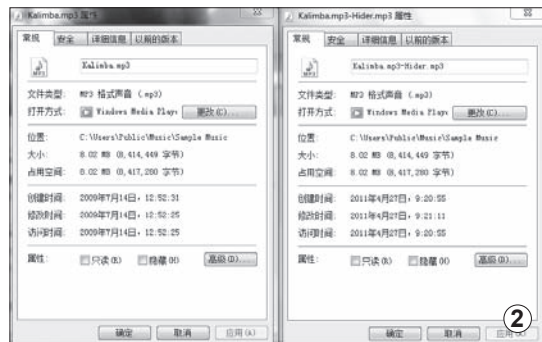 Kalimba.mp3 属性
常规 安全 详细信息 以前的版本
Kalimba.mp3
文件类型: MP3 格式声音 (.mp3)
打开方式: Windows Media Playe 更改(C)...
位置: C:\Users\Public\Music\Sample Music
大小: 8.02 MB (8,414,449 字节)
占用空间: 8.02 MB (8,417,280 字节)
创建时间: 2009年7月14日, 12:52:31
修改时间: 2009年7月14日, 12:52:25
访问时间: 2009年7月14日, 12:52:25
属性: 只读(R) 隐藏(H) 高级(D)...
确定 取消 应用(A)
Kalimba.mp3-Hider.mp3 属性
常规 安全 详细信息 以前的版本
Kalimba.mp3-Hider.mp3
文件类型: MP3 格式声音 (.mp3)
打开方式: Windows Media Playe 更改(C)...
位置: C:\Users\Public\Music\Sample Music
大小: 8.02 MB (8,414,449 字节)
占用空间: 8.02 MB (8,417,280 字节)
创建时间: 2011年4月27日, 9:20:55
修改时间: 2011年4月27日, 9:21:11
访问时间: 2011年4月27日, 9:20:55
属性: 只读(R) 隐藏(H) 高级(D)...
确定 取消 应用(A)
2